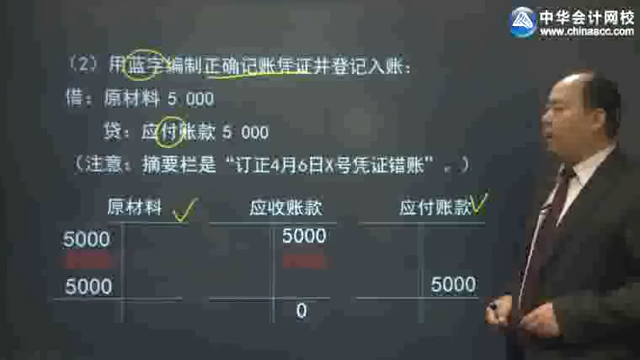 中华会计网校
www.chinaacc.com
（2）用蓝字编制正确记账凭证并登记入账：
借：原材料 5 000
贷：应付账款 5 000
（注意：摘要栏是“订正4月6日X号凭证错账”。）
原材料 应收账款 应付账款
5000 5000
5000 5000
0